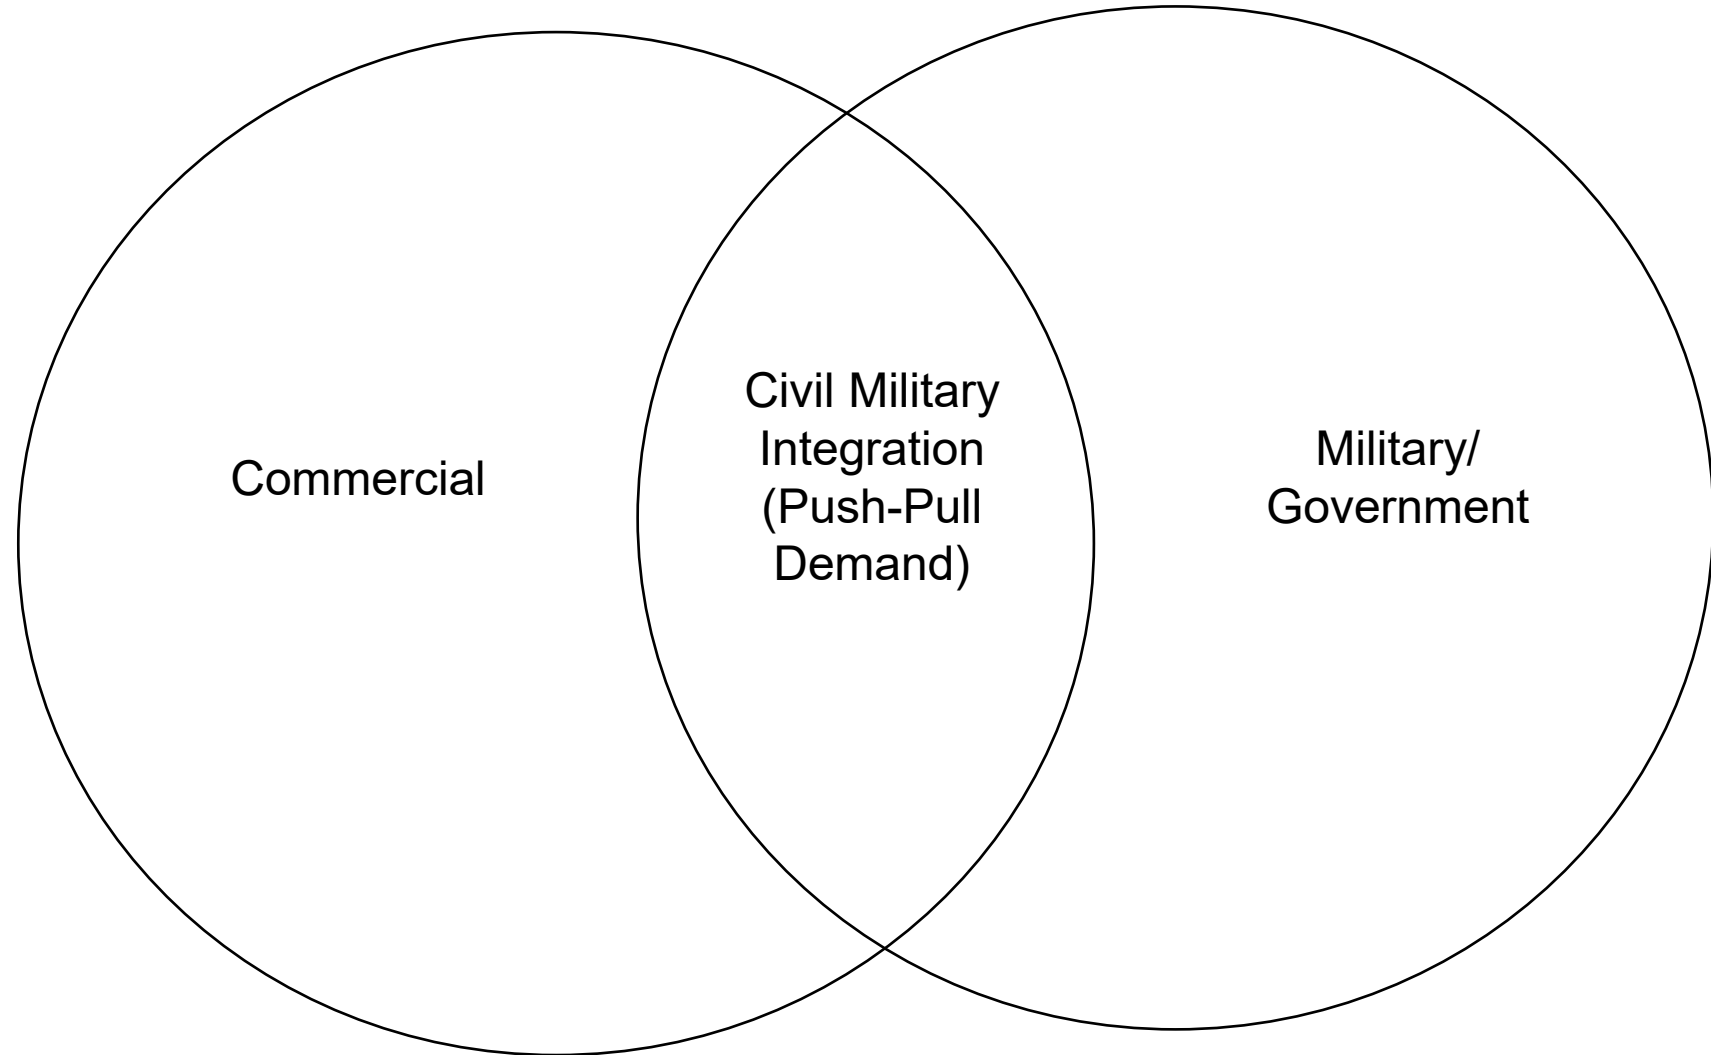 Commercial
Civil Military
Integration
(Push-Pull
Demand)
Military/
Government